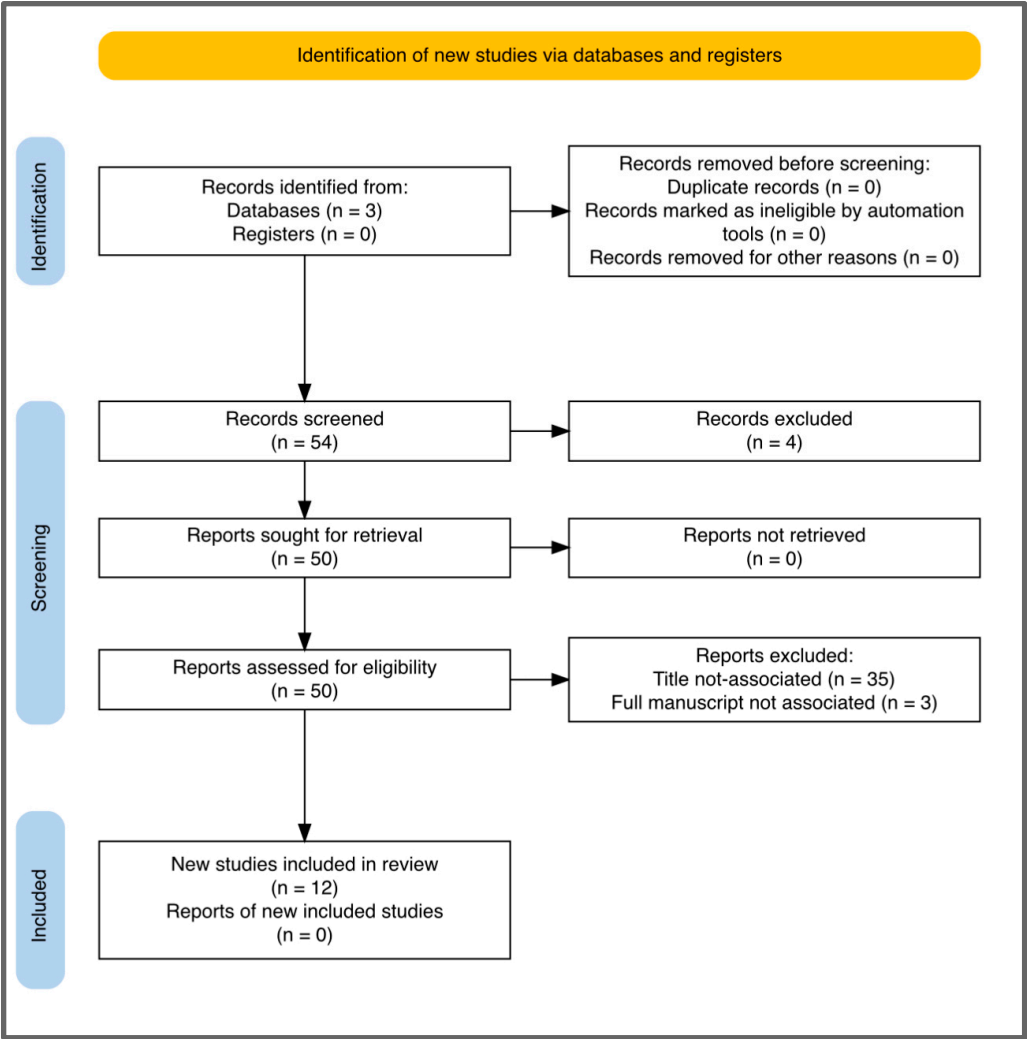 Identification of new studies via databases and registers
Identification
Records identified from:
Databases (n = 3)
Registers (n = 0)
Records removed before screening:
Duplicate records (n = 0)
Records marked as ineligible by automation
tools (n = 0)
Records removed for other reasons (n = 0)
Screening
Records screened
(n = 54)
Records excluded
(n = 4)
Reports sought for retrieval
(n = 50)
Reports not retrieved
(n = 0)
Reports assessed for eligibility
(n = 50)
Reports excluded:
Title not-associated (n = 35)
Full manuscript not associated (n = 3)
Included
New studies included in review
(n = 12)
Reports of new included studies
(n = 0)